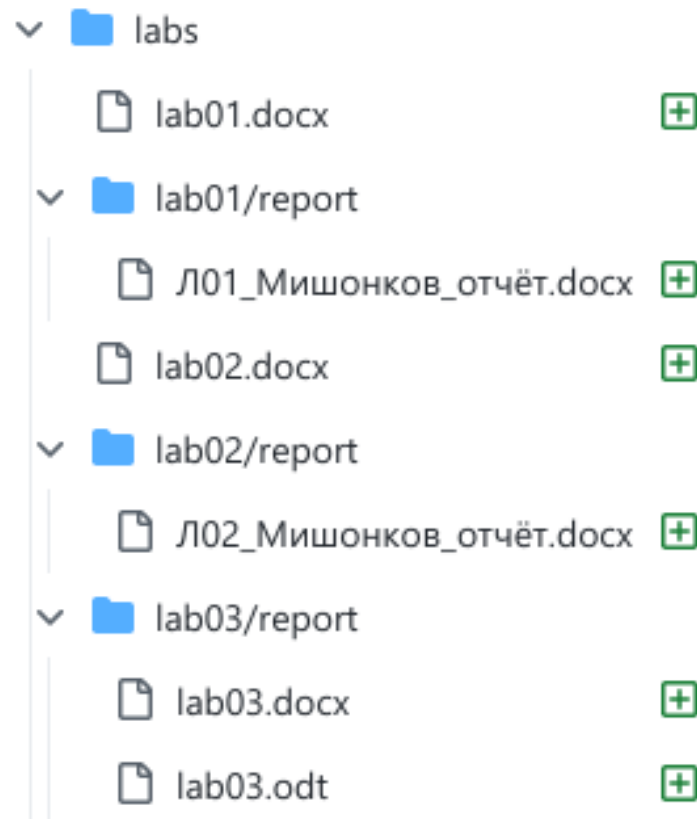 labs
lab01.docx
lab01/report
Л01_Мишонков_отчёт.docx
lab02.docx
lab02/report
Л02_Мишонков_отчёт.docx
lab03/report
lab03.docx
lab03.odt